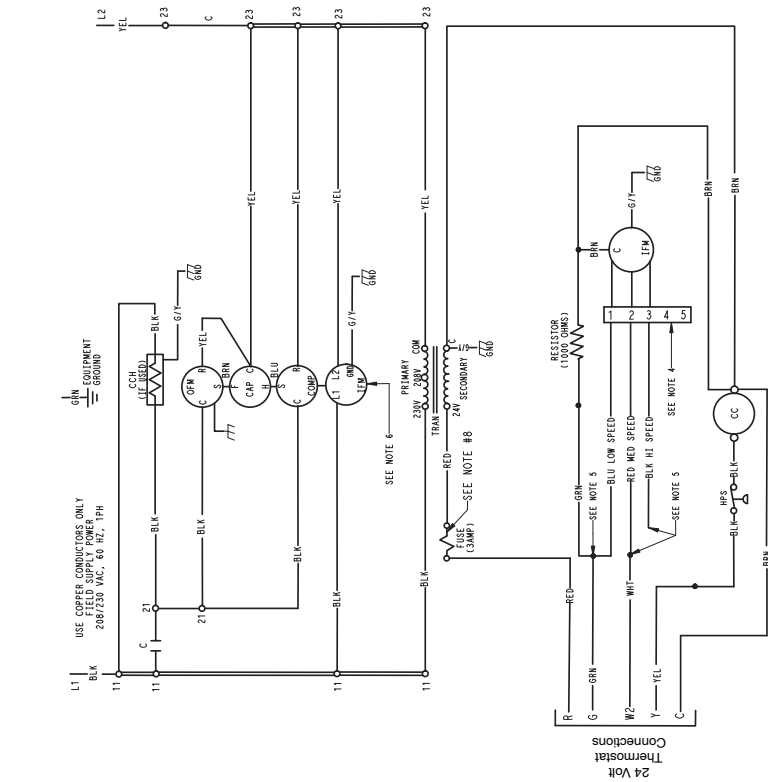 L2
YEL
23
C
23
23
23
23
GRN
EQUIPMENT
GROUND
CCH
(IF USED)
BLK
G/Y
GND
YEL
YEL
YEL
YEL
OFM
R
S
C
YEL
BRN
F
CAP
C
H
BLU
S
COMP
R
C
L1
L2
GND
IFM
G/Y
GND
SEE NOTE 6
PRIMARY
230V
208V
COM
TRAN
24V
SECONDARY
C
G/Y
GND
RED
SEE NOTE #8
FUSE
(3AMP)
USE COPPER CONDUCTORS ONLY
FIELD SUPPLY POWER
208/230 VAC, 60 HZ, 1PH
BLK
BLK
BLK
BLK
BLK
21
21
C
L1
BLK
11
11
11
11
RESISTOR
(1000 OHMS)
BRN
C
IFM
G/Y
GND
BRN
BRN
1
2
3
4
5
SEE NOTE 4
BLU LOW SPEED
RED MED SPEED
BLK HI SPEED
SEE NOTE 5
SEE NOTE 5
GRN
CC
BLK
HPS
BLK
RED
GRN
WHT
YEL
BRN
R
G
W2
Y
C
24 Volt
Thermostat
Connections